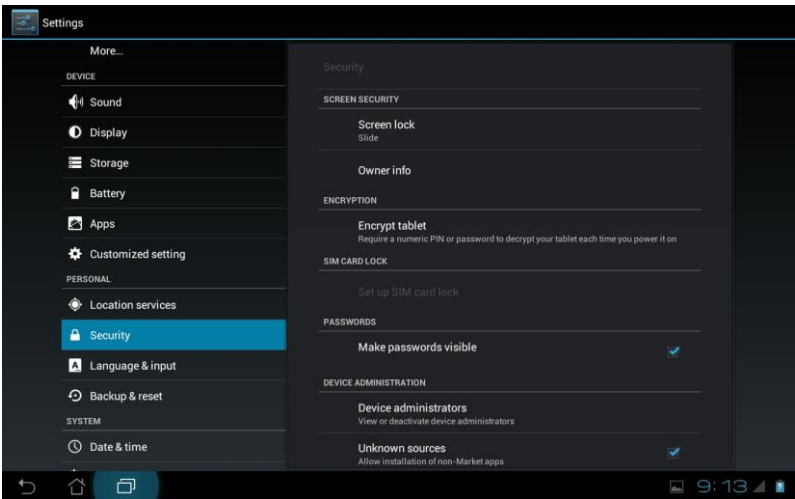 Settings
More...
DEVICE
Sound
Display
Storage
Battery
Apps
Customized setting
PERSONAL
Location services
Security
A
Language & input
Backup & reset
SYSTEM
Date & time
Security
SCREEN SECURITY
Screen lock
Slide
Owner info
ENCRYPTION
Encrypt tablet
Require a numeric PIN or password to decrypt your tablet each time you power it on
SIM CARD LOCK
Set up SIM card lock
PASSWORDS
Make passwords visible
DEVICE ADMINISTRATION
Device administrators
View or deactivate device administrators
Unknown sources
Allow installation of non-Market apps
9:13